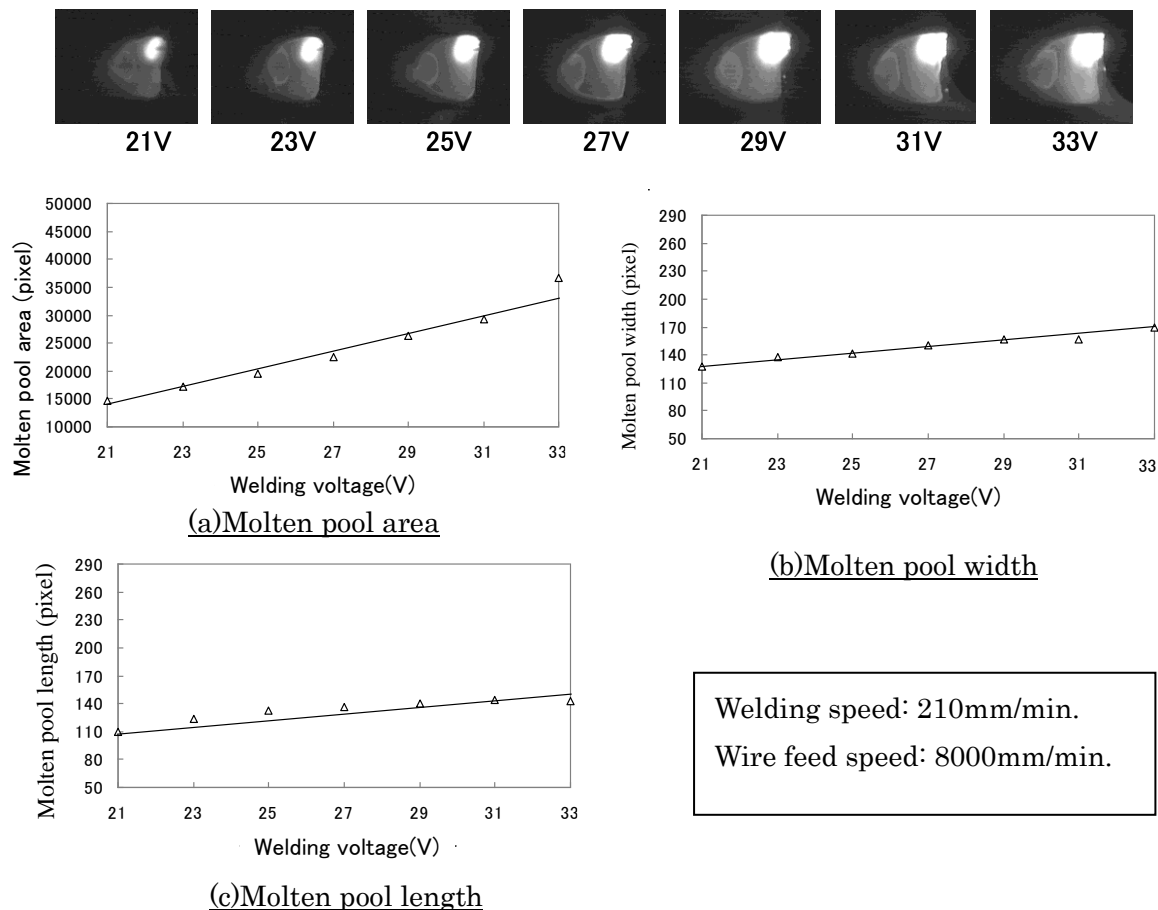 21V 23V 25V 27V 29V 31V 33V
Molten pool area (pixel)
50000
45000
40000
35000
30000
25000
20000
15000
10000
21 23 25 27 29 31 33
Welding voltage(V)
(a)Molten pool area
Molten pool width (pixel)
290
260
230
200
170
140
110
80
50
21 23 25 27 29 31 33
Welding voltage(V)
(b)Molten pool width
Molten pool length (pixel)
290
260
230
200
170
140
110
80
50
21 23 25 27 29 31 33
Welding voltage(V)
(c)Molten pool length
Welding speed: 210mm/min.
Wire feed speed: 8000mm/min.